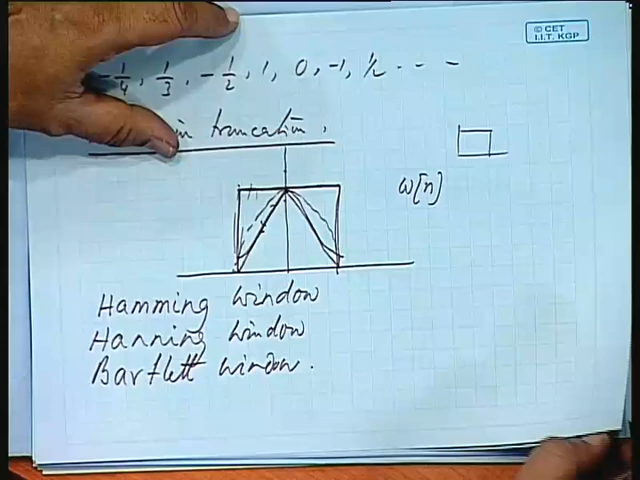 © CET
I.I.T. KGP
-1/4, 1/3, -1/2, 1, 0, -1, 1/2 . . . -
in truncation.
ω[n]
Hamming window
Hanning window
Bartlett window.